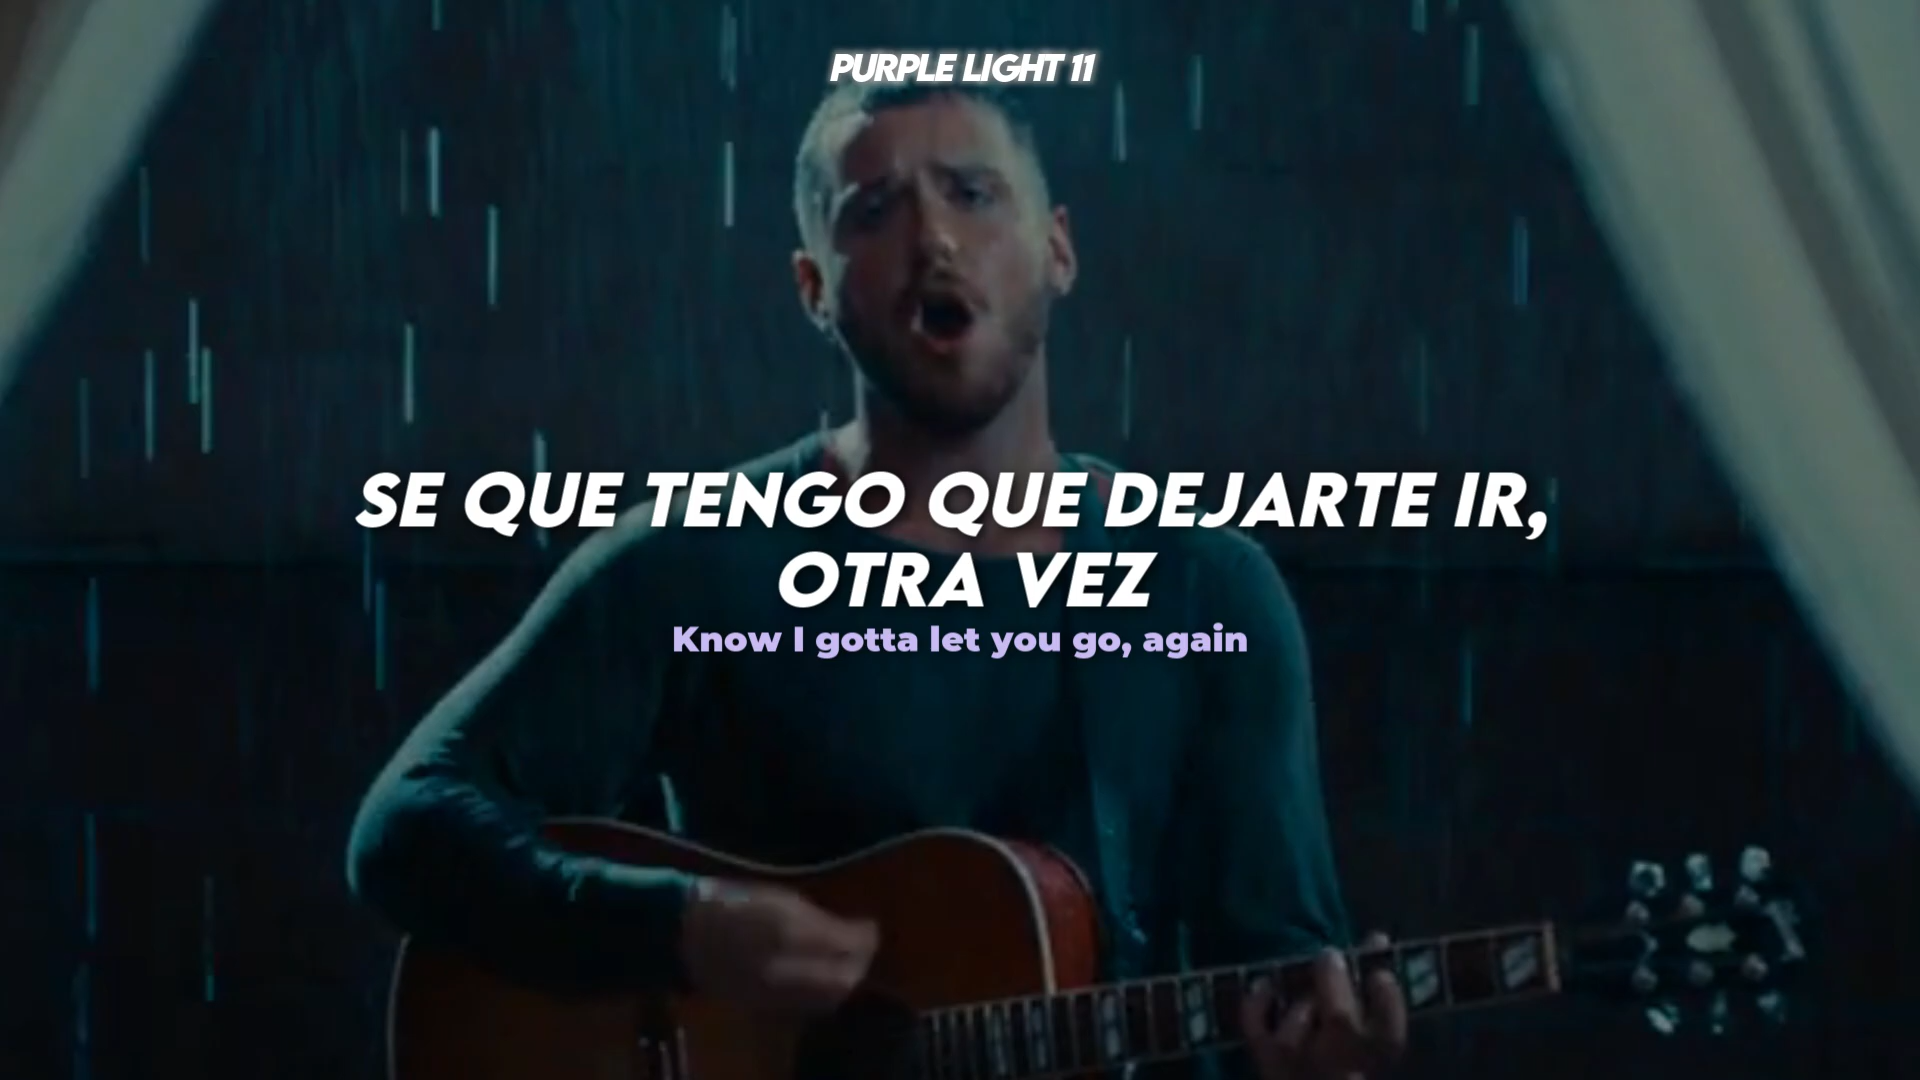 PURPLE LIGHT 11
SE QUE TENGO QUE DEJARTE IR,
OTRA VEZ
Know I gotta let you go, again